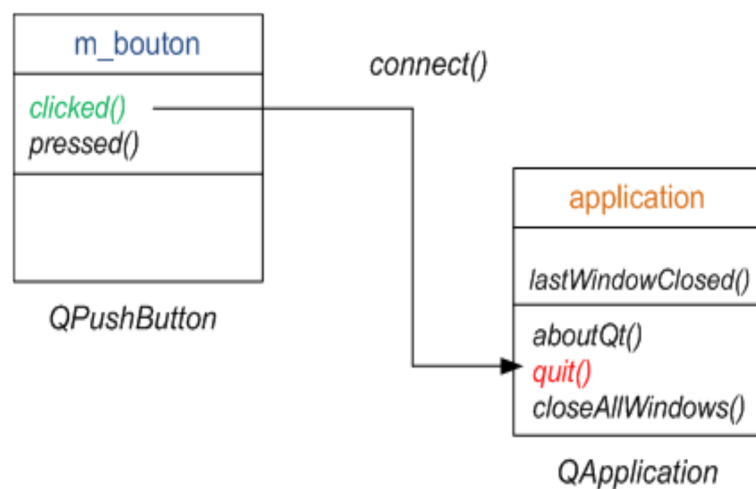 m_bouton
clicked()
pressed()
QPushButton
connect()
application
lastWindowClosed()
aboutQt()
quit()
closeAllWindows()
QApplication